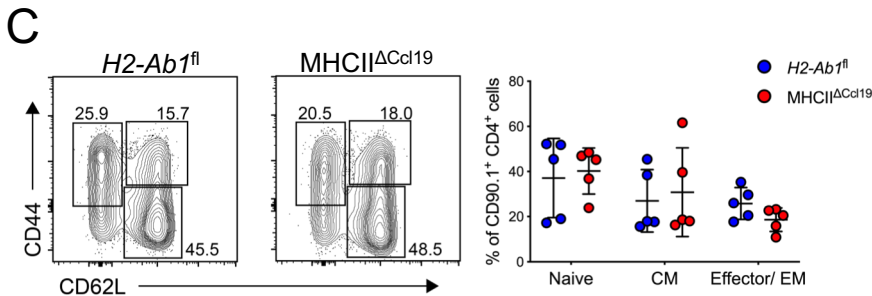 C
H2-Ab1fl
MHCIIΔCcl19
25.9
15.7
45.5
20.5
18.0
48.5
CD44
CD62L
H2-Ab1fl
MHCIIΔCcl19
% of CD90.1+ CD4+ cells
80
60
40
20
0
Naive
CM
Effector/ EM